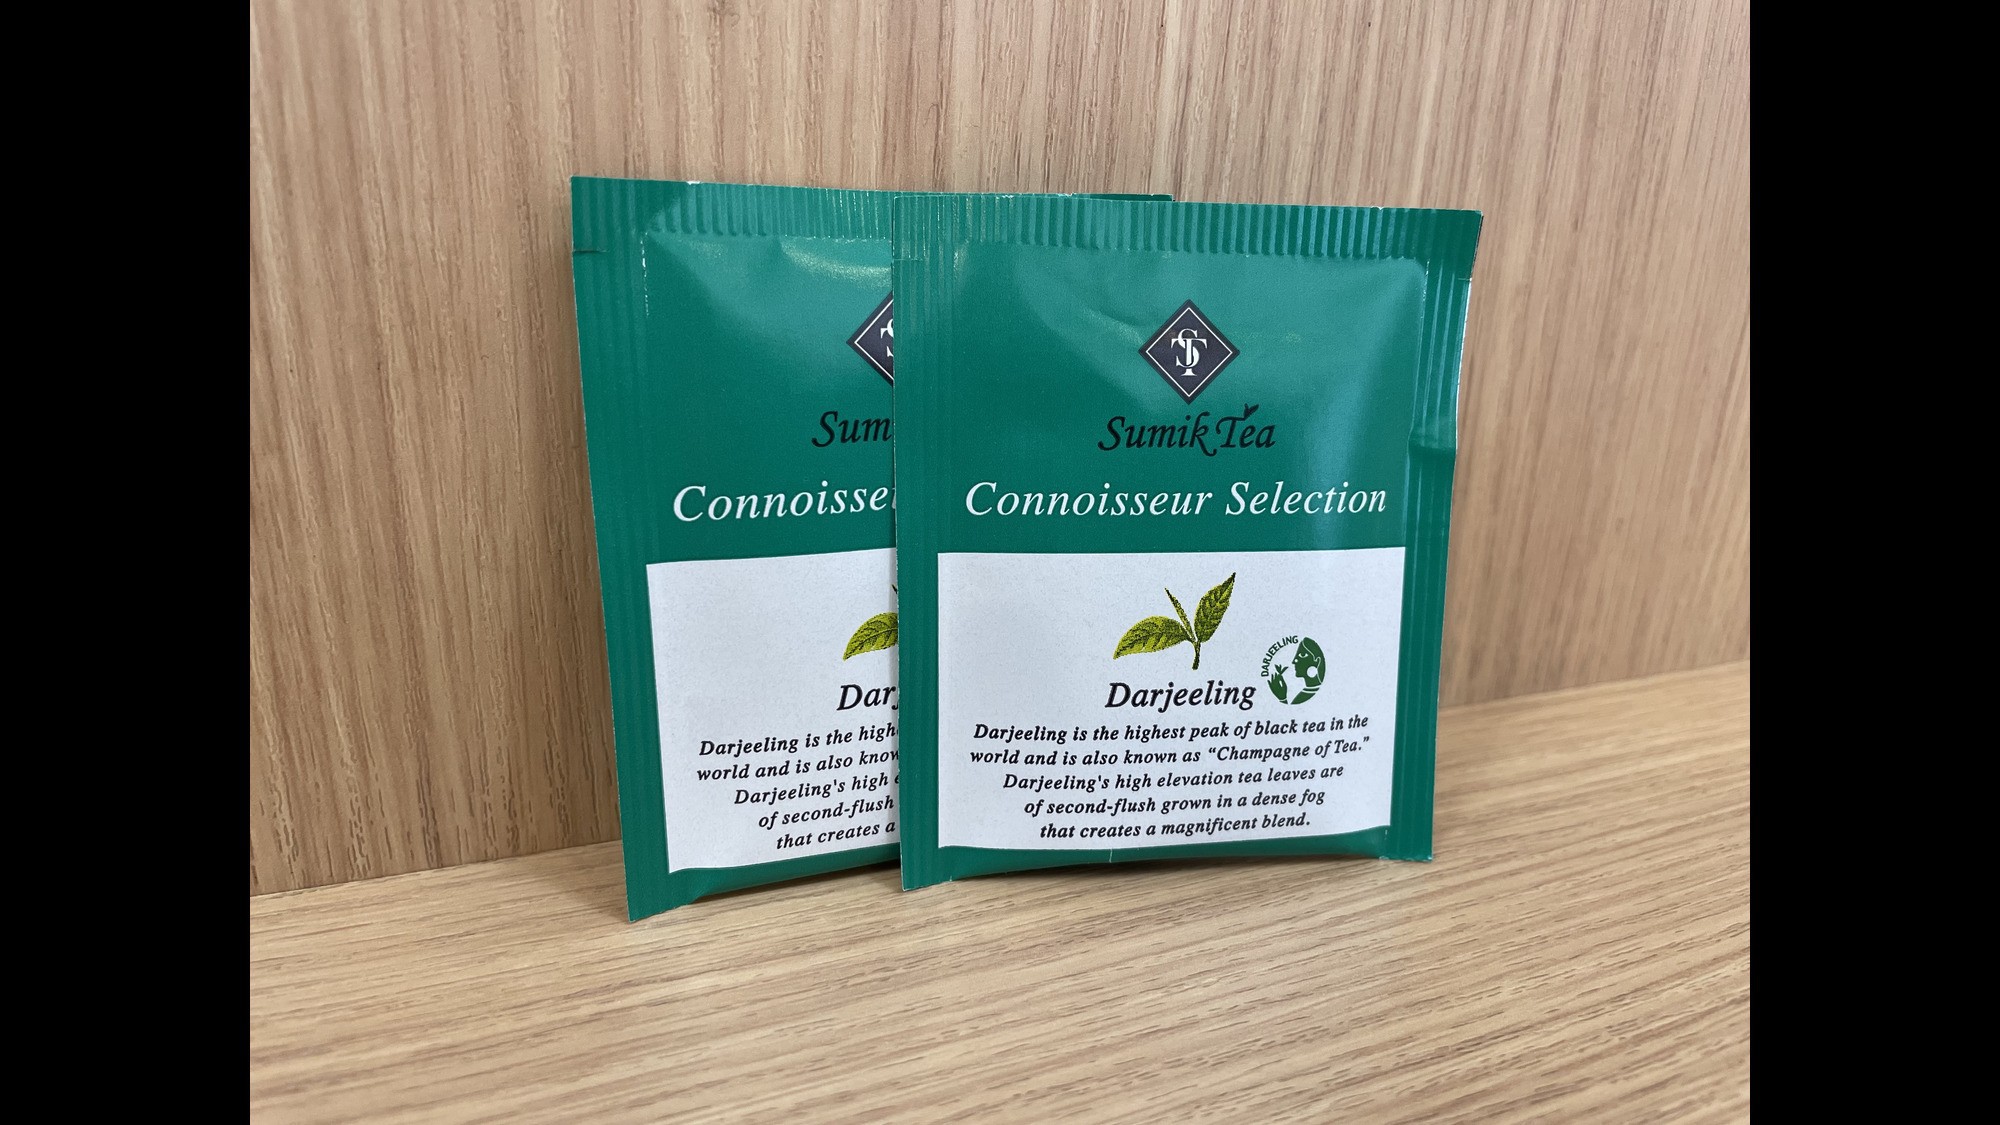 ST
Sum
Connoisse
Dar
Darjeeling is the high
world and is also know
Darjeeling's high
of second-flush
that creates a
ST
Sumik Tea
Connoisseur Selection
DARJEELING
Darjeeling
Darjeeling is the highest peak of black tea in the
world and is also known as “Champagne of Tea.”
Darjeeling's high elevation tea leaves are
of second-flush grown in a dense fog
that creates a magnificent blend.